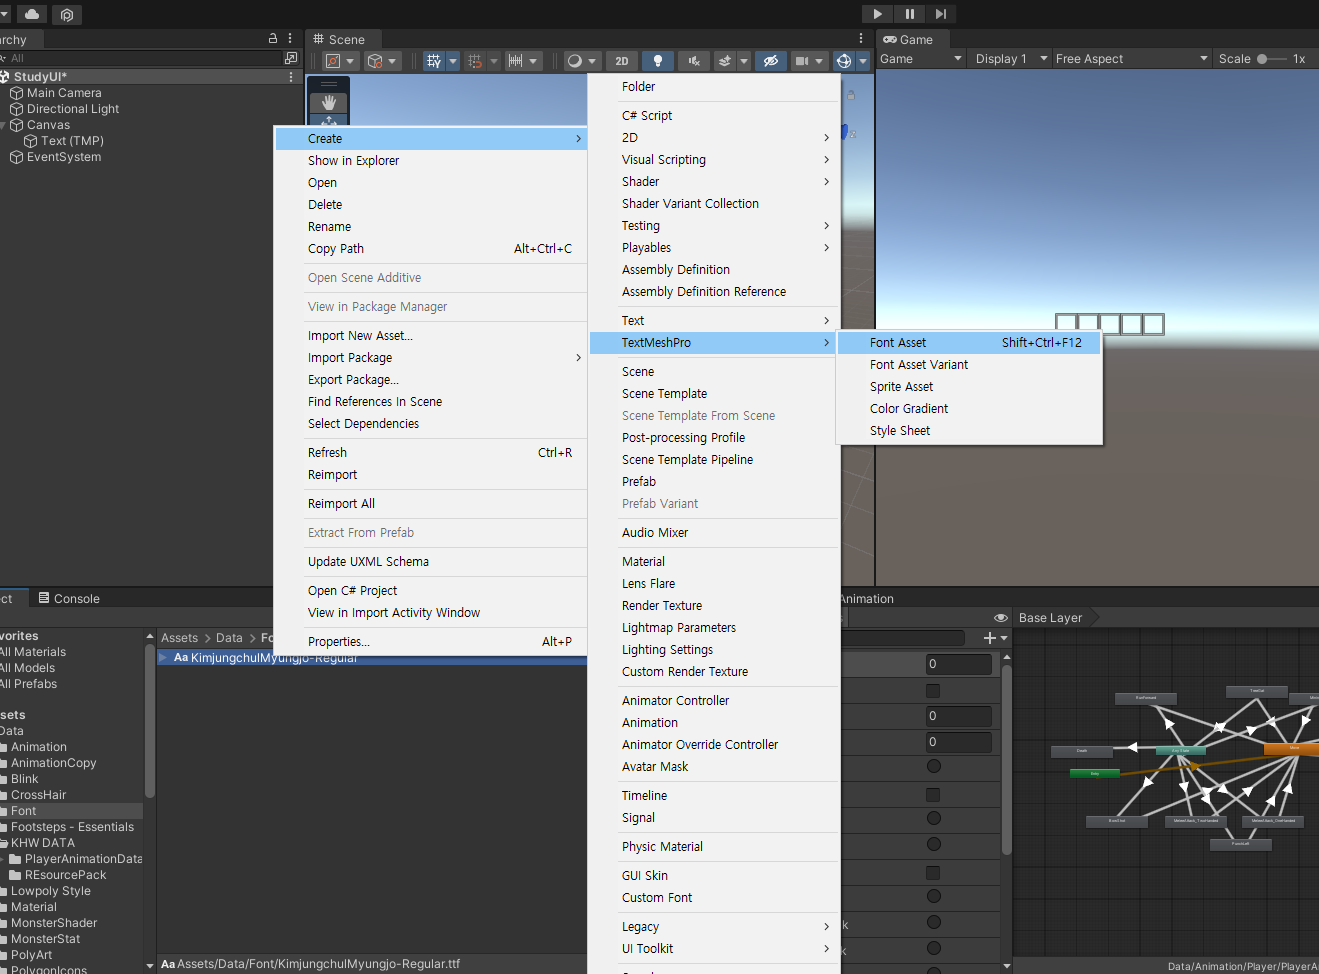 archy
Scene
Game
All
2D
Game
Display 1
Free Aspect
Scale
1x
StudyUI*
Main Camera
Directional Light
Canvas
Text (TMP)
EventSystem
Create
Show in Explorer
Open
Delete
Rename
Copy Path Alt+Ctrl+C
Open Scene Additive
View in Package Manager
Import New Asset...
Import Package
Export Package...
Find References In Scene
Select Dependencies
Refresh Ctrl+R
Reimport
Reimport All
Extract From Prefab
Update UXML Schema
Open C# Project
View in Import Activity Window
Properties... Alt+P
Folder
C# Script
2D
Visual Scripting
Shader
Shader Variant Collection
Testing
Playables
Assembly Definition
Assembly Definition Reference
Text
TextMeshPro
Scene
Scene Template
Scene Template From Scene
Post-processing Profile
Scene Template Pipeline
Prefab
Prefab Variant
Audio Mixer
Material
Lens Flare
Render Texture
Lightmap Parameters
Lighting Settings
Custom Render Texture
Animator Controller
Animation
Animator Override Controller
Avatar Mask
Timeline
Signal
Physic Material
GUI Skin
Custom Font
Legacy
UI Toolkit
Font Asset Shift+Ctrl+F12
Font Asset Variant
Sprite Asset
Color Gradient
Style Sheet
ct
Console
vorites
All Materials
All Models
All Prefabs
sets
Data
Animation
AnimationCopy
Blink
CrossHair
Font
Footsteps - Essentials
KHW DATA
PlayerAnimationData
REsourcePack
Lowpoly Style
Material
MonsterShader
MonsterStat
PolyArt
PolygonIcons
Assets > Data > Fo
Aa KimjungchulMyungjo-Regular
Aa Assets/Data/Font/KimjungchulMyungjo-Regular.ttf
Animation
Base Layer
0
0
0
k
k
Death
Any State
Entry
Move
Data/Animation/Player/PlayerA